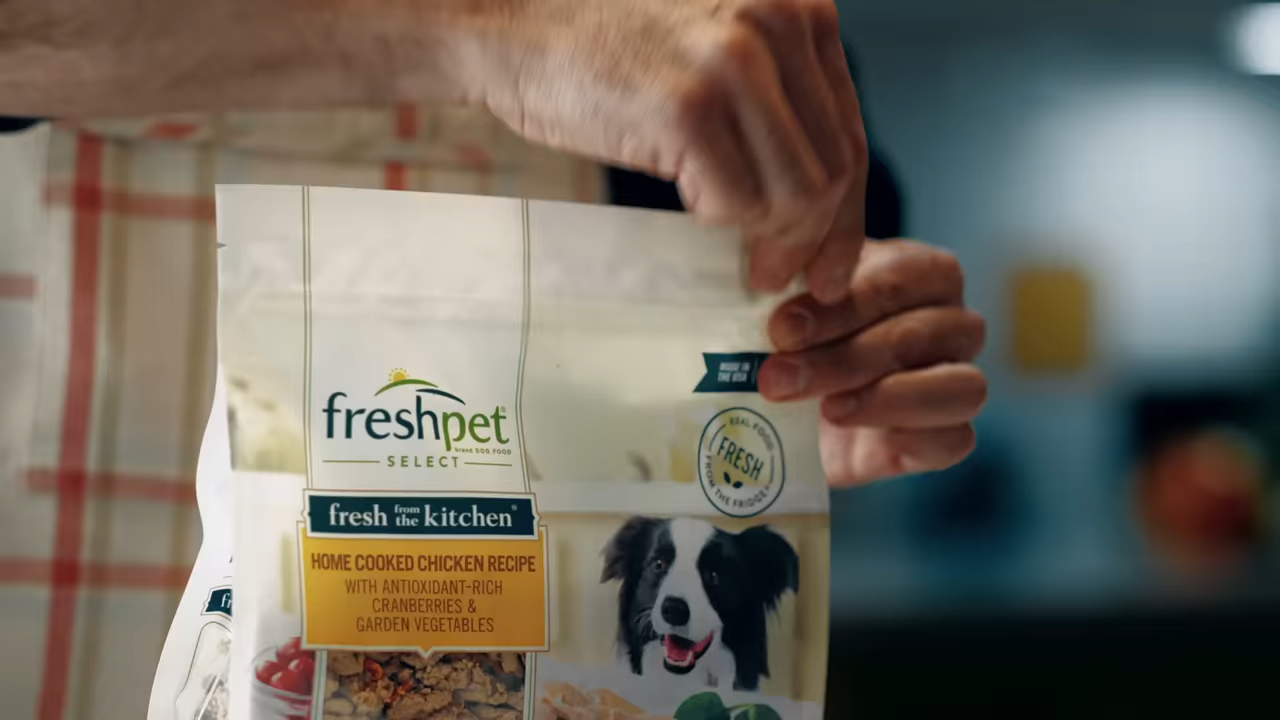 MADE IN
THE USA
freshpet®
brand DOG FOOD
SELECT
REAL FOOD
FRESH
FROM THE FRIDGE
fresh from the kitchen®
HOME COOKED CHICKEN RECIPE
WITH ANTIOXIDANT-RICH
CRANBERRIES &
GARDEN VEGETABLES